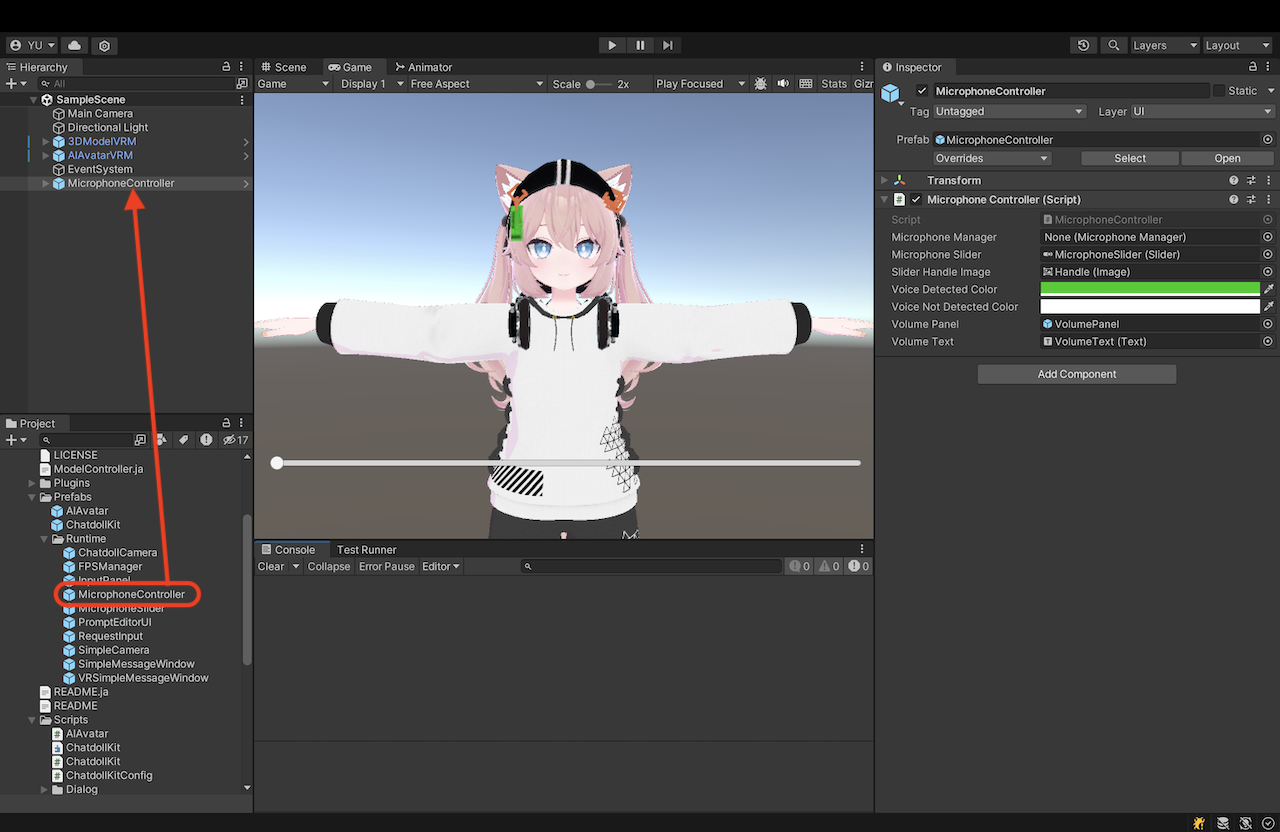 YU
Layers
Layout
Hierarchy
All
SampleScene
Main Camera
Directional Light
3DModelVRM
AIAvatarVRM
EventSystem
MicrophoneController
Project
17
LICENSE
ModelController.ja
Plugins
Prefabs
AIAvatar
ChatdollKit
Runtime
ChatdollCamera
FPSManager
InputPanel
MicrophoneController
MicrophoneSlider
PromptEditorUI
RequestInput
SimpleCamera
SimpleMessageWindow
VRSimpleMessageWindow
README.ja
README
Scripts
AIAvatar
ChatdollKit
ChatdollKit
ChatdollKitConfig
Dialog
Scene
Game
Animator
Game
Display 1
Free Aspect
Scale
2x
Play Focused
Stats
Giz
Console
Test Runner
Clear
Collapse
Error Pause
Editor
0
0
0
Inspector
MicrophoneController
Static
Tag
Untagged
Layer
UI
Prefab
MicrophoneController
Overrides
Select
Open
Transform
Microphone Controller (Script)
Script
MicrophoneController
Microphone Manager
None (Microphone Manager)
Microphone Slider
MicrophoneSlider (Slider)
Slider Handle Image
Handle (Image)
Voice Detected Color
Voice Not Detected Color
Volume Panel
VolumePanel
Volume Text
VolumeText (Text)
Add Component